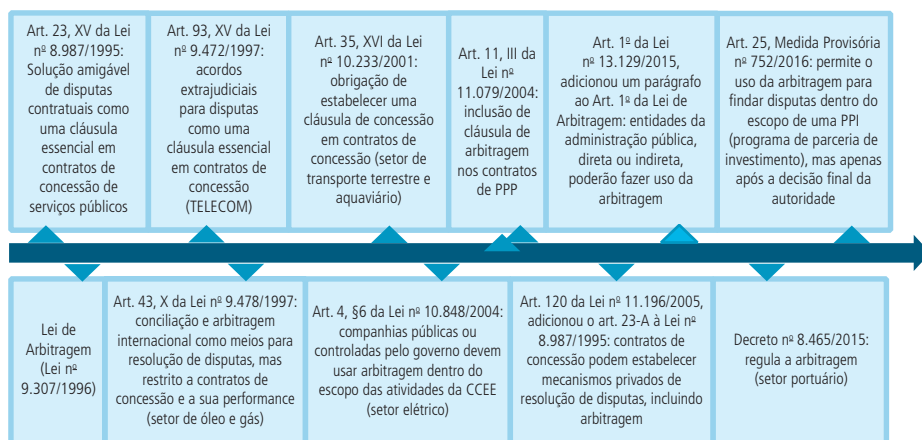 Art. 23, XV da Lei
nº 8.987/1995:
Solução amigável
de disputas
contratuais como
uma cláusula
essencial em
contratos de
concessão de
serviços públicos
Art. 93, XV da Lei
nº 9.472/1997:
acordos
extrajudiciais
para disputas
como uma
cláusula essencial
em contratos de
concessão
(TELECOM)
Art. 35, XVI da Lei
nº 10.233/2001:
obrigação de
estabelecer uma
cláusula de concessão
em contratos de
concessão (setor de
transporte terrestre e
aquaviário)
Art. 11, III da
Lei nº
11.079/2004:
inclusão de
cláusula de
arbitragem
nos contratos
de PPP
Art. 1º da Lei
nº 13.129/2015,
adicionou um parágrafo
ao Art. 1º da Lei de
Arbitragem: entidades da
administração pública,
direta ou indireta,
poderão fazer uso da
arbitragem
Art. 25, Medida Provisória
nº 752/2016: permite o
uso da arbitragem para
findar disputas dentro do
escopo de uma PPI
(programa de parceria de
investimento), mas apenas
após a decisão final da
autoridade
Lei de
Arbitragem
(Lei nº
9.307/1996)
Art. 43, X da Lei nº 9.478/1997:
conciliação e arbitragem
internacional como meios para
resolução de disputas, mas
restrito a contratos de
concessão e a sua performance
(setor de óleo e gás)
Art. 4, §6 da Lei nº 10.848/2004:
companhias públicas ou
controladas pelo governo devem
usar arbitragem dentro do
escopo das atividades da CCEE
(setor elétrico)
Art. 120 da Lei nº 11.196/2005,
adicionou o art. 23-A à Lei nº
8.987/1995: contratos de
concessão podem estabelecer
mecanismos privados de
resolução de disputas, incluindo
arbitragem
Decreto nº 8.465/2015:
regula a arbitragem
(setor portuário)